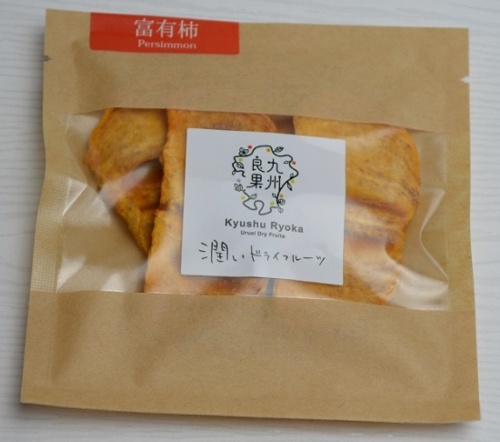 富有柿
Persimmon
九州
良果
Kyushu Ryoka
Uruoi Dry Fruits
潤いドライフルーツ